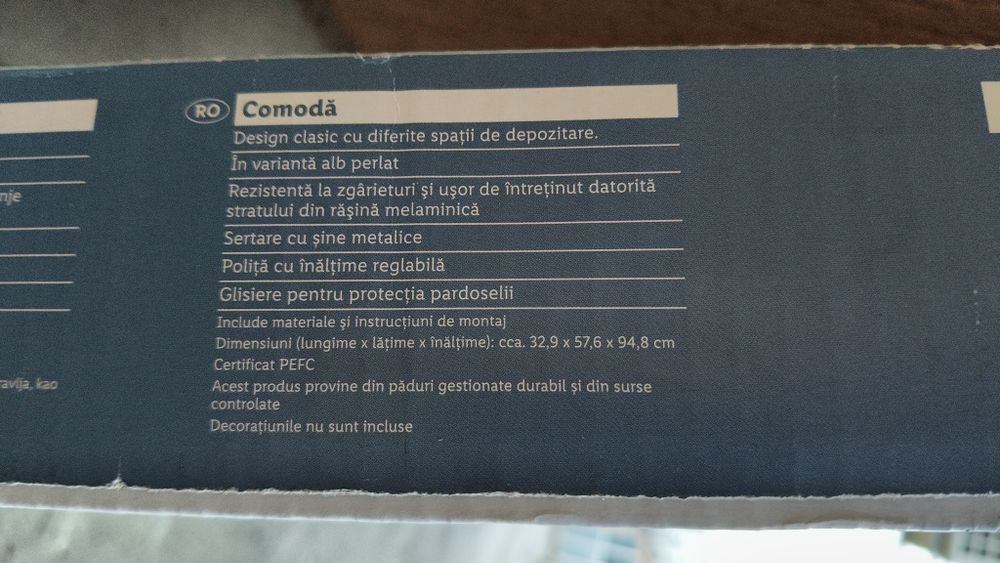 RO Comodă
Design clasic cu diferite spații de depozitare.
În variantă alb perlat
Rezistentă la zgârieturi și ușor de întreținut datorită
stratului din rășină melaminică
Sertare cu șine metalice
Poliță cu înălțime reglabilă
Glisiere pentru protecția pardoselii
Include materiale și instrucțiuni de montaj
Dimensiuni (lungime x lățime x înălțime): cca. 32,9 x 57,6 x 94,8 cm
Certificat PEFC
Acest produs provine din păduri gestionate durabil și din surse
controlate
Decorațiunile nu sunt incluse
nje
kao